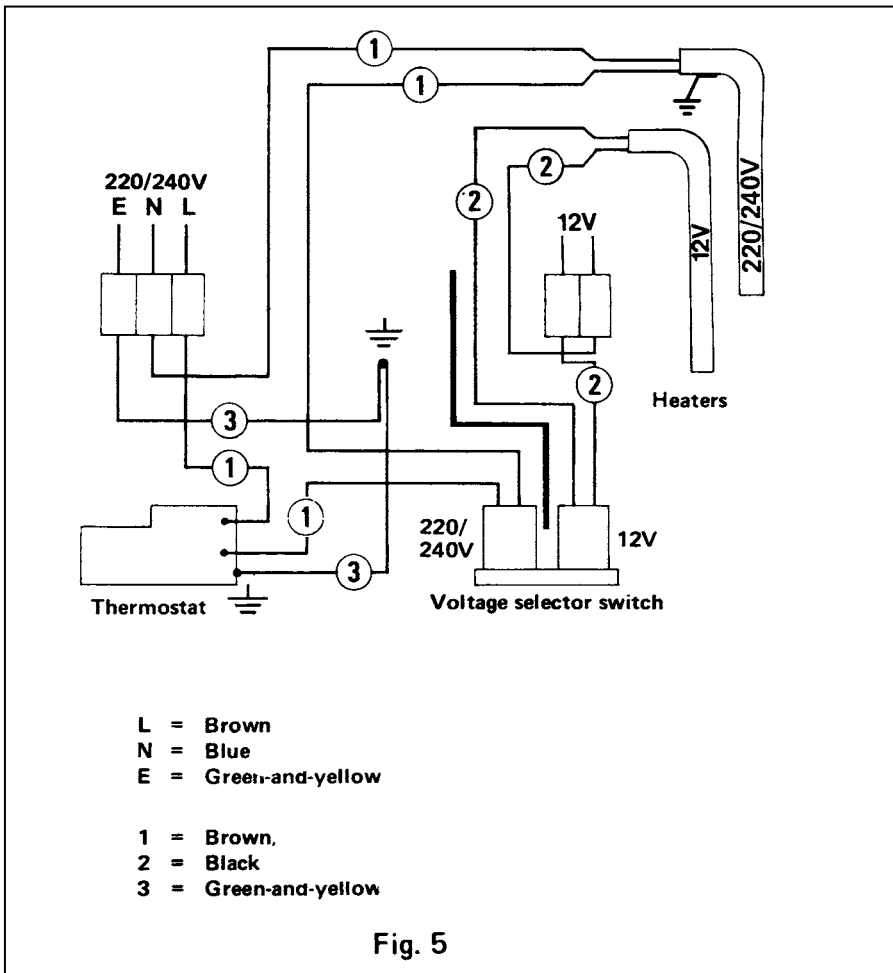 1
1
220/240V
E N L
2
2
12V
12V
220/240V
2
Heaters
3
1
1
220/
240V
12V
3
Thermostat
Voltage selector switch
L = Brown
N = Blue
E = Green-and-yellow
1 = Brown,
2 = Black
3 = Green-and-yellow
Fig. 5